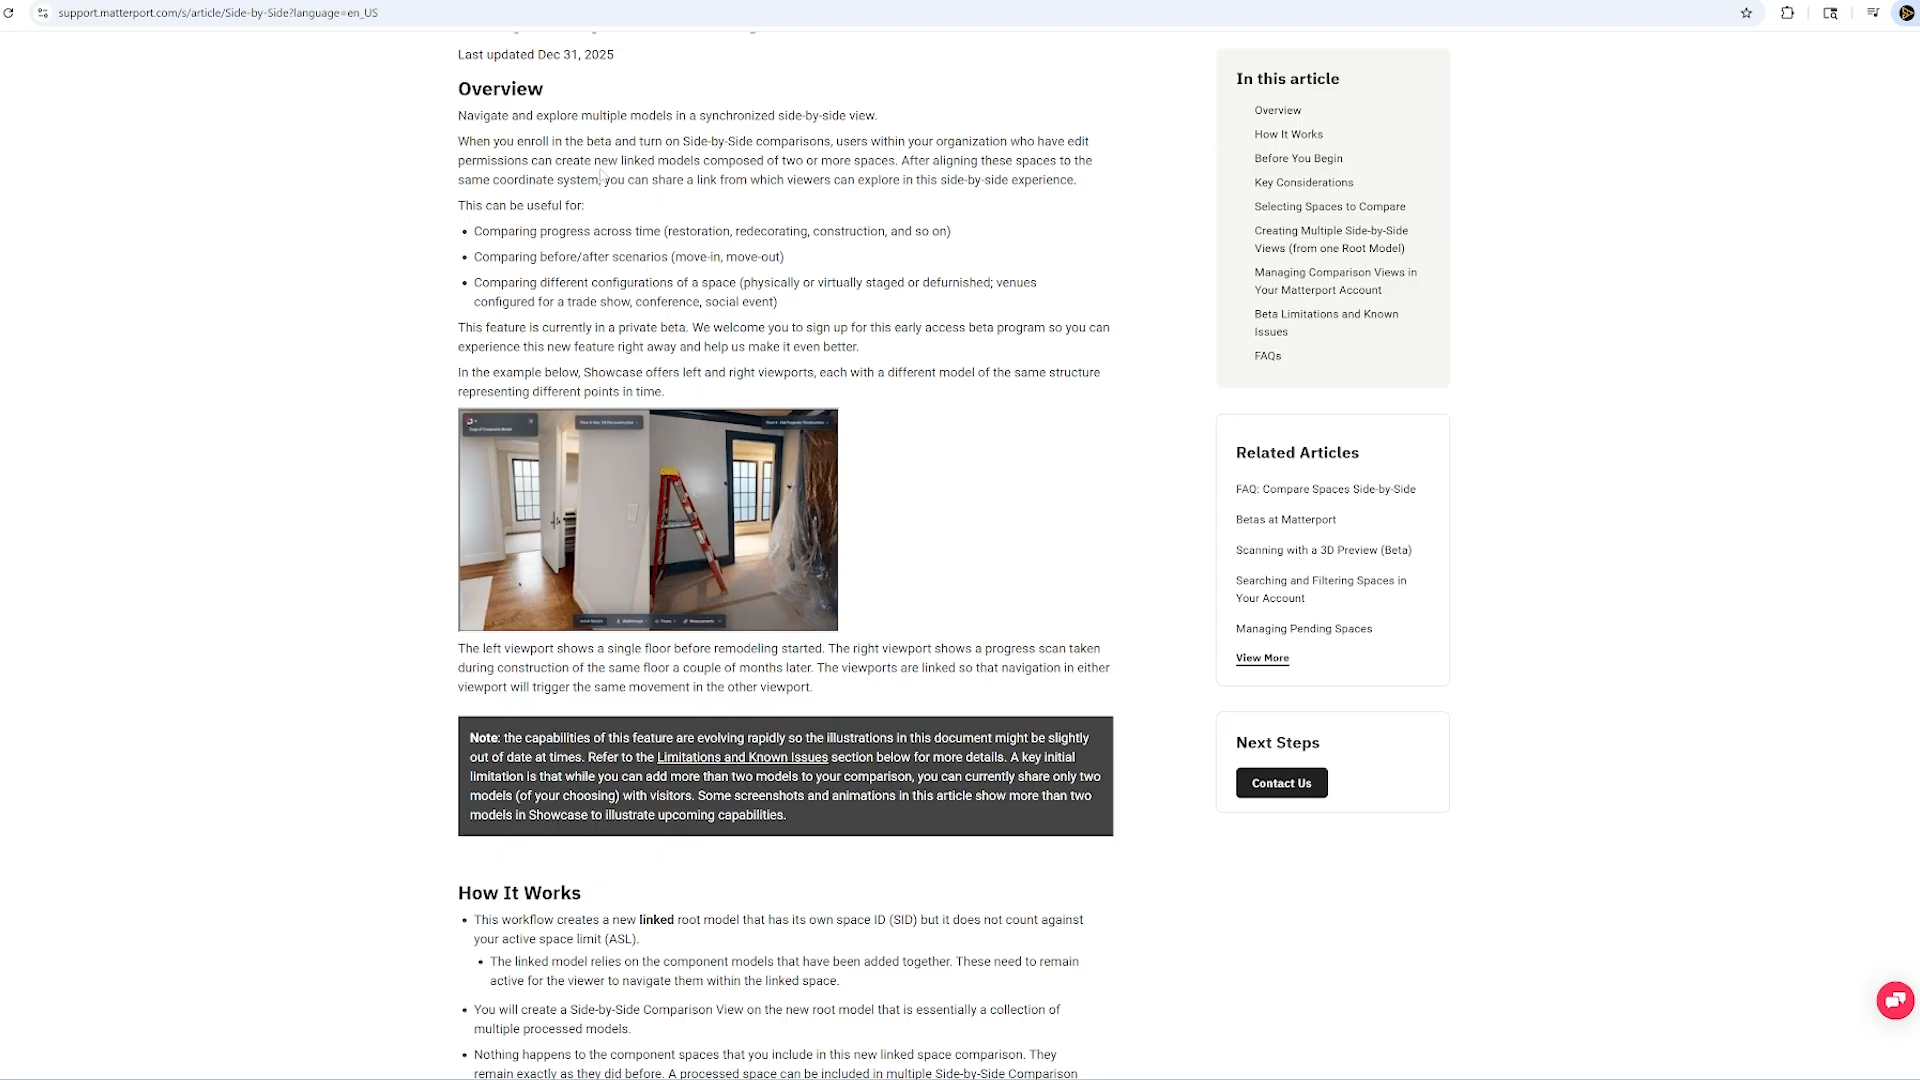 support.matterport.com/s/article/Side-by-Side?language=en_US
Last updated Dec 31, 2025
Overview
Navigate and explore multiple models in a synchronized side-by-side view.
When you enroll in the beta and turn on Side-by-Side comparisons, users within your organization who have edit
permissions can create new linked models composed of two or more spaces. After aligning these spaces to the
same coordinate system, you can share a link from which viewers can explore in this side-by-side experience.
This can be useful for:
• Comparing progress across time (restoration, redecorating, construction, and so on)
• Comparing before/after scenarios (move-in, move-out)
• Comparing different configurations of a space (physically or virtually staged or defurnished; venues
configured for a trade show, conference, social event)
This feature is currently in a private beta. We welcome you to sign up for this early access beta program so you can
experience this new feature right away and help us make it even better.
In the example below, Showcase offers left and right viewports, each with a different model of the same structure
representing different points in time.
The left viewport shows a single floor before remodeling started. The right viewport shows a progress scan taken
during construction of the same floor a couple of months later. The viewports are linked so that navigation in either
viewport will trigger the same movement in the other viewport.
Note: the capabilities of this feature are evolving rapidly so the illustrations in this document might be slightly
out of date at times. Refer to the Limitations and Known Issues section below for more details. A key initial
limitation is that while you can add more than two models to your comparison, you can currently share only two
models (of your choosing) with visitors. Some screenshots and animations in this article show more than two
models in Showcase to illustrate upcoming capabilities.
How It Works
• This workflow creates a new linked root model that has its own space ID (SID) but it does not count against
your active space limit (ASL).
• The linked model relies on the component models that have been added together. These need to remain
active for the viewer to navigate them within the linked space.
• You will create a Side-by-Side Comparison View on the new root model that is essentially a collection of
multiple processed models.
• Nothing happens to the component spaces that you include in this new linked space comparison. They
remain exactly as they did before. A processed space can be included in multiple Side-by-Side Comparison
In this article
Overview
How It Works
Before You Begin
Key Considerations
Selecting Spaces to Compare
Creating Multiple Side-by-Side
Views (from one Root Model)
Managing Comparison Views in
Your Matterport Account
Beta Limitations and Known
Issues
FAQs
Related Articles
FAQ: Compare Spaces Side-by-Side
Betas at Matterport
Scanning with a 3D Preview (Beta)
Searching and Filtering Spaces in
Your Account
Managing Pending Spaces
View More
Next Steps
Contact Us